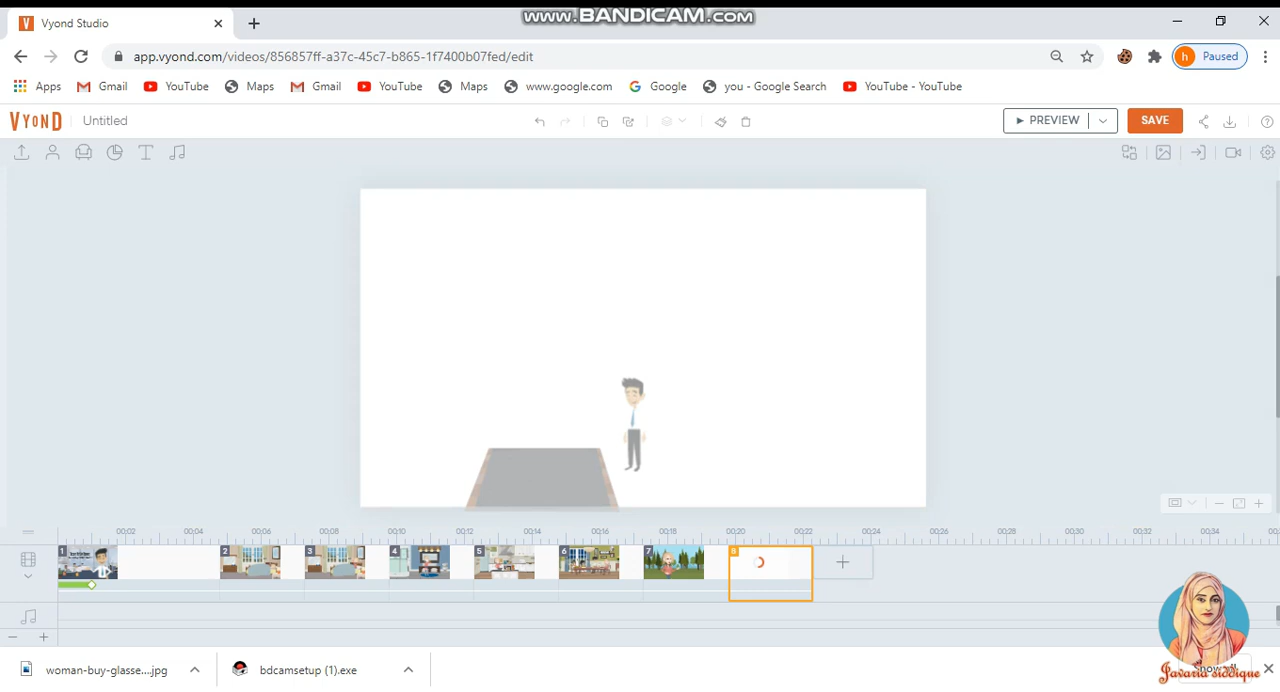 www.BANDICAM.com
Vyond Studio
app.vyond.com/videos/856857ff-a37c-45c7-b865-1f7400b07fed/edit
h Paused
Apps Gmail YouTube Maps Gmail YouTube Maps www.google.com Google you - Google Search YouTube - YouTube
VYOND Untitled PREVIEW SAVE
00:02 00:04 00:06 00:08 00:10 00:12 00:14 00:16 00:18 00:20 00:22 00:24 00:26 00:28 00:30 00:32 00:34
1 2 3 4 5 6 7 8
woman-buy-glasse....jpg bdcamsetup (1).exe
Javaria siddique